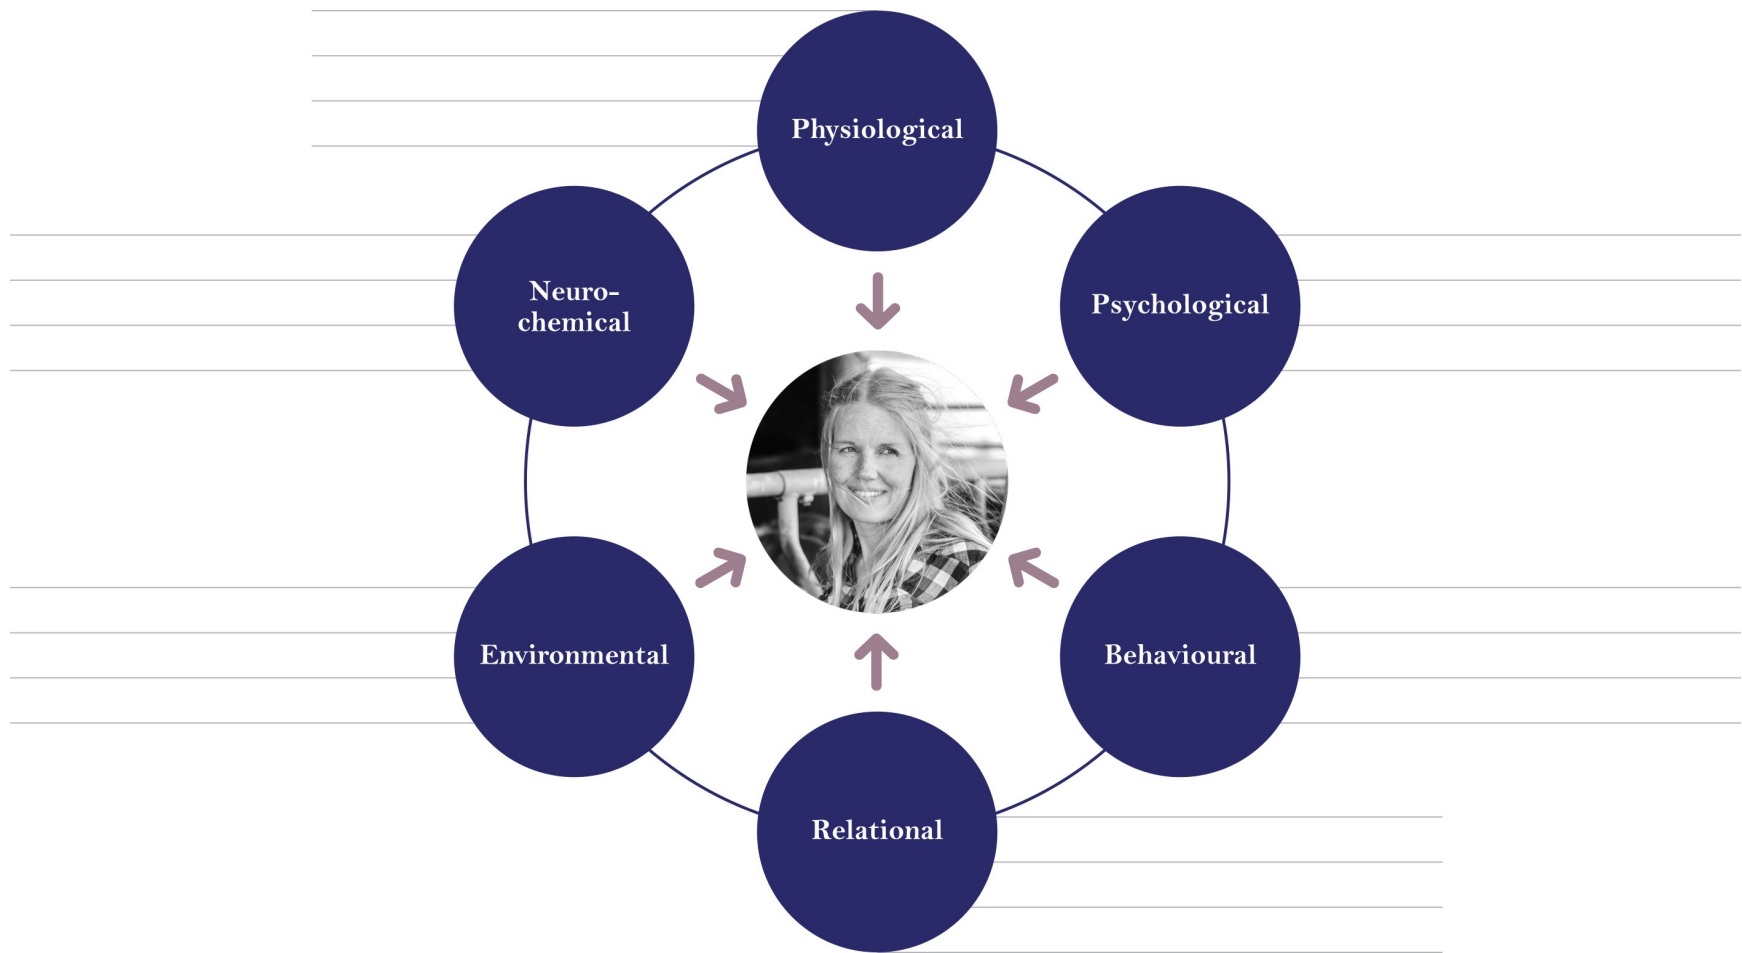 Physiological
Neuro-
chemical
Psychological
Environmental
Behavioural
Relational